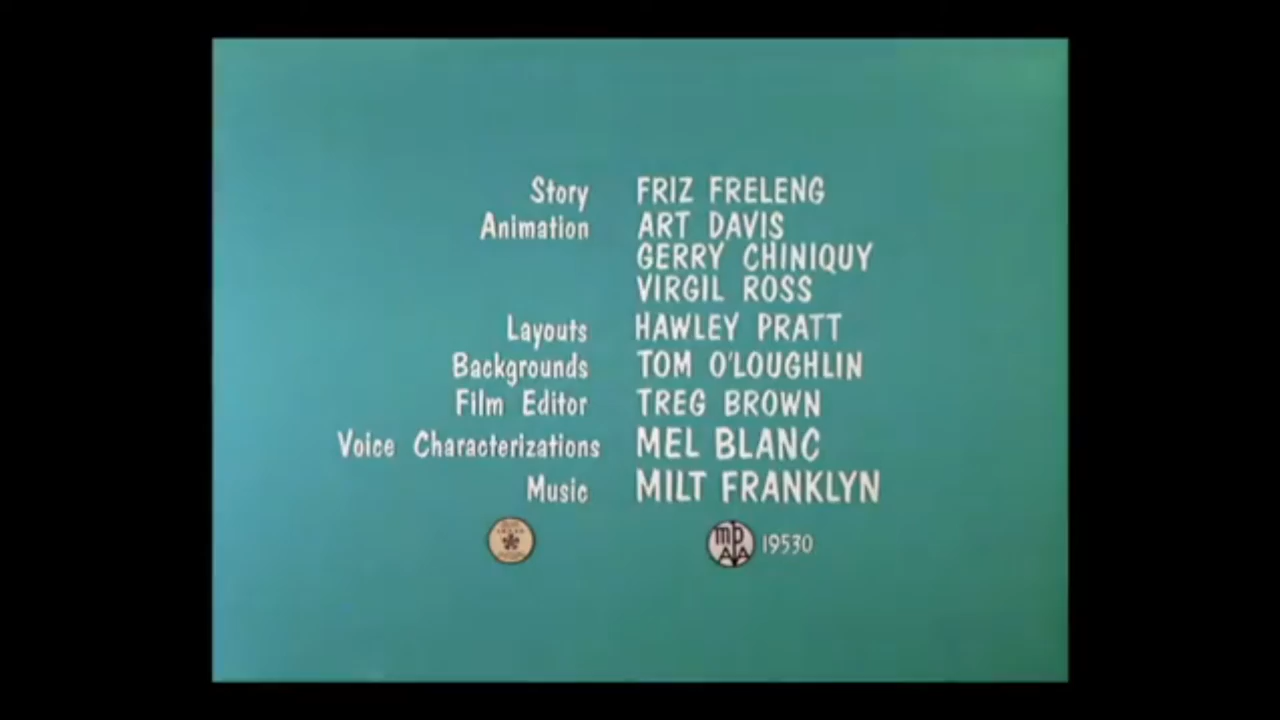 Story FRIZ FRELENG
Animation ART DAVIS
GERRY CHINIQUY
VIRGIL ROSS
Layouts HAWLEY PRATT
Backgrounds TOM O'LOUGHLIN
Film Editor TREG BROWN
Voice Characterizations MEL BLANC
Music MILT FRANKLYN
MPAA 19530